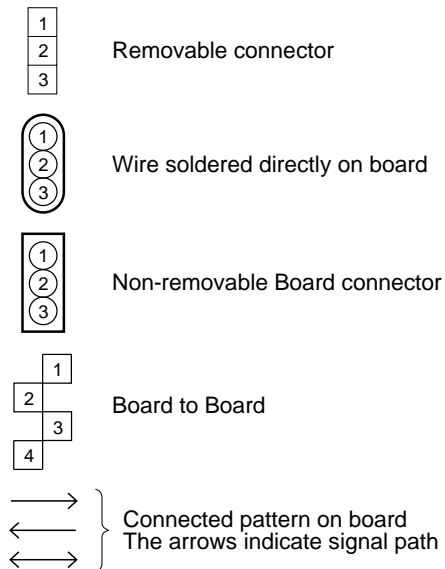 1
2
3
Removable connector
1
2
3
Wire soldered directly on board
1
2
3
Non-removable Board connector
1
2
3
4
Board to Board
Connected pattern on board
The arrows indicate signal path